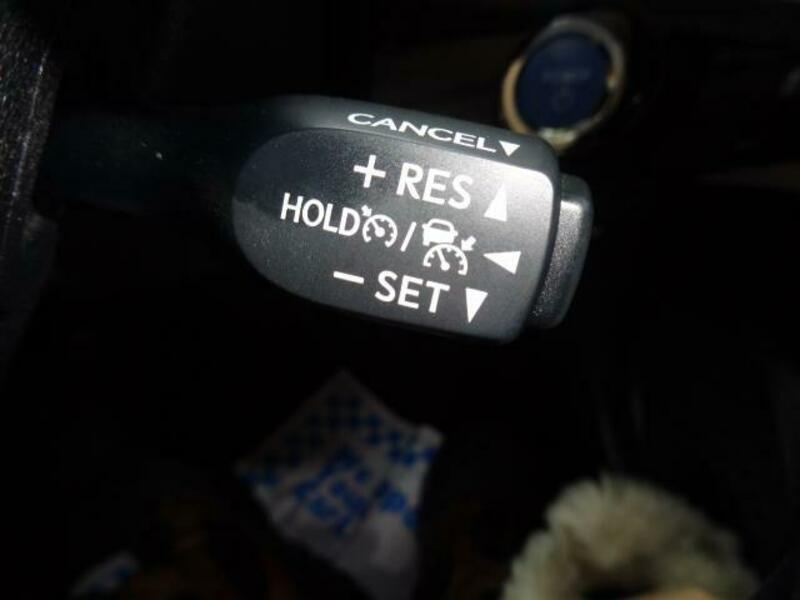 CANCEL▼
+ RES ▲
HOLD / ◀
− SET ▼